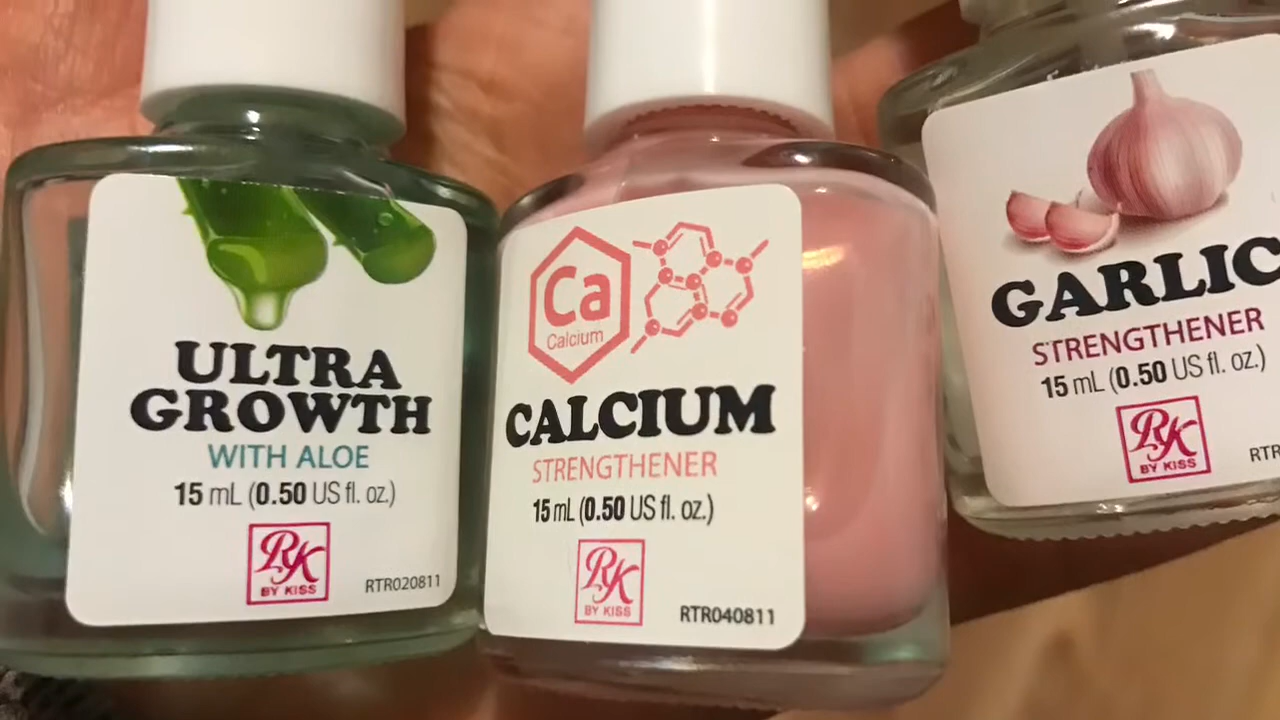 ULTRA
GROWTH
WITH ALOE
15 mL (0.50 US fl. oz.)
RK
BY KISS
RTR020811
Ca
Calcium
CALCIUM
STRENGTHENER
15 mL (0.50 US fl. oz.)
RK
BY KISS
RTR040811
GARLIC
STRENGTHENER
15 mL (0.50 US fl. oz.)
RK
BY KISS
RTR